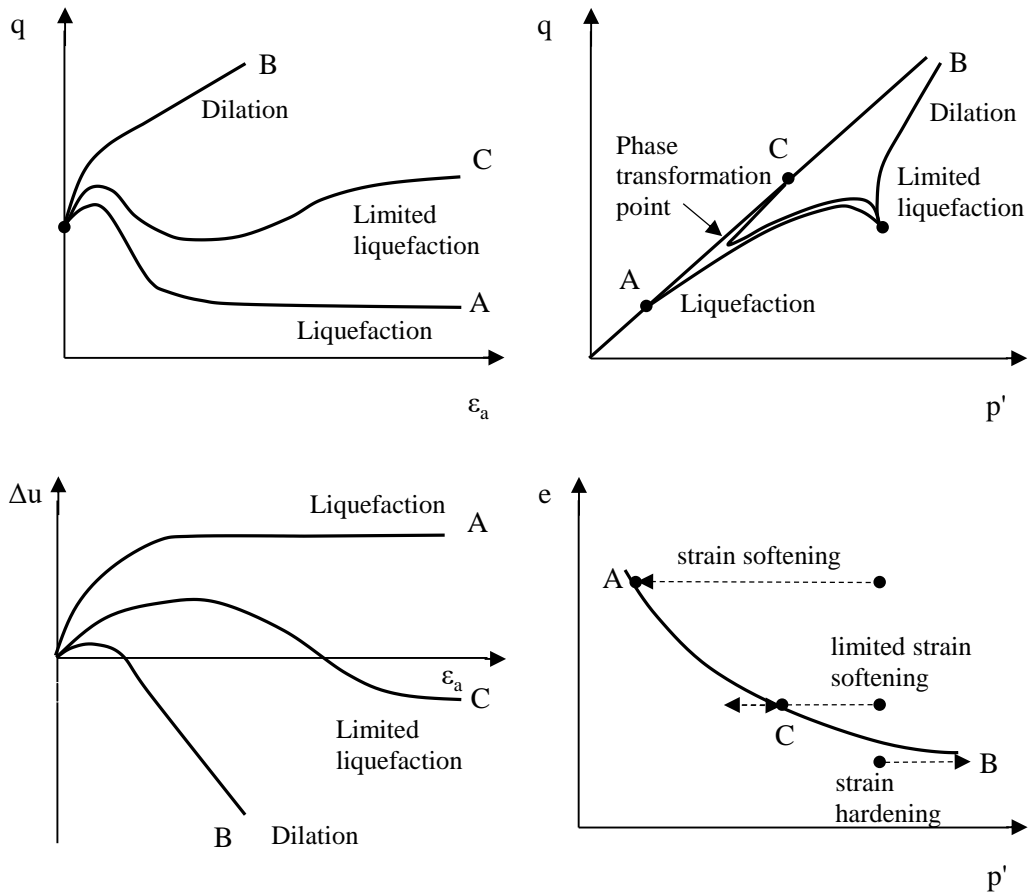 q
B
Dilation
C
Limited
liquefaction
A
Liquefaction
εa
q
B
Dilation
Phase
transformation
point
C
Limited
liquefaction
A
Liquefaction
p'
Δu
Liquefaction
A
εa
C
Limited
liquefaction
B
Dilation
e
strain softening
A
limited strain
softening
C
B
strain
hardening
p'